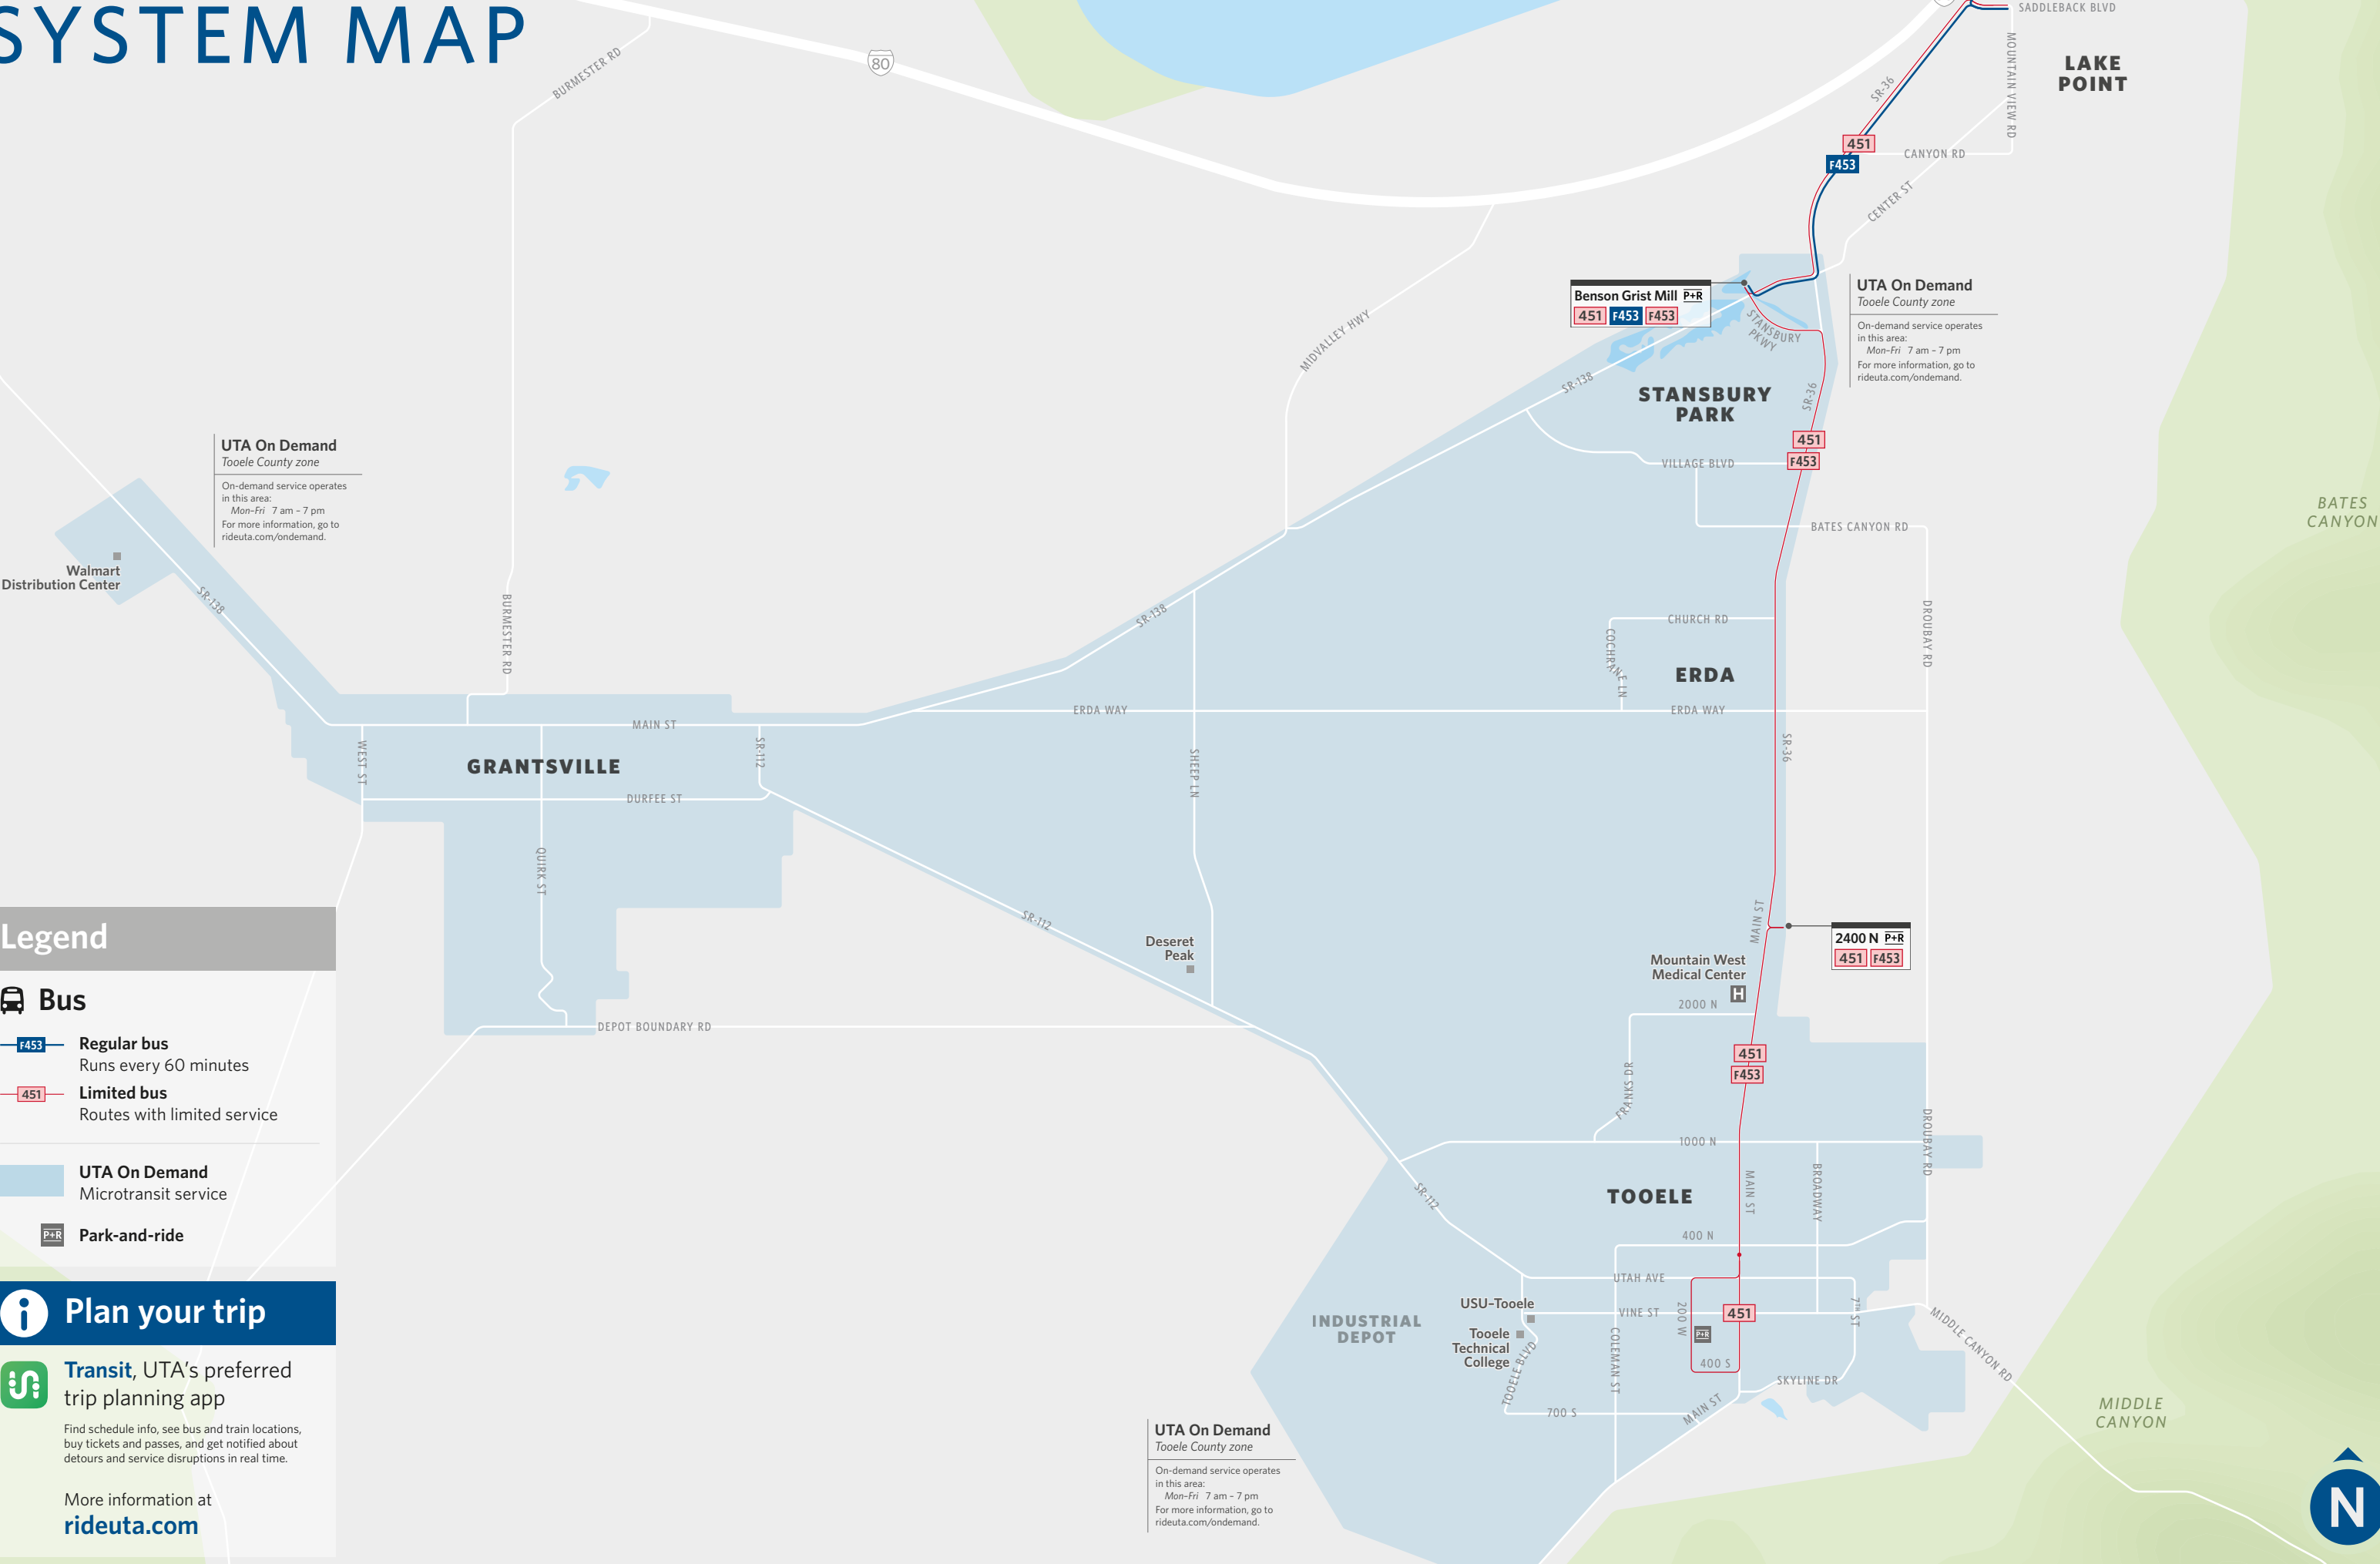 SYSTEM MAP
BURMESTER RD
80
SADDLEBACK BLVD
MOUNTAIN VIEW RD
LAKE
POINT
SR-36
451
F453
CANYON RD
CENTER ST
Benson Grist Mill P+R
451 F453 F453
STANSBURY
PKWY
UTA On Demand
Tooele County zone
On-demand service operates
in this area:
Mon–Fri 7 am – 7 pm
For more information, go to
rideuta.com/ondemand.
MIDVALLEY HWY
SR-138
STANSBURY
PARK
SR-36
451
F453
VILLAGE BLVD
BATES CANYON RD
BATES
CANYON
UTA On Demand
Tooele County zone
On-demand service operates
in this area:
Mon–Fri 7 am – 7 pm
For more information, go to
rideuta.com/ondemand.
Walmart
Distribution Center
SR-138
BURMESTER RD
SR-138
CHURCH RD
COCHRANE LN
DROUBAY RD
ERDA
ERDA WAY
ERDA WAY
MAIN ST
WEST ST
SR-112
GRANTSVILLE
DURFEE ST
SHEEP LN
SR-36
QUIRK ST
SR-112
MAIN ST
Deseret
Peak
2400 N P+R
451 F453
Mountain West
Medical Center
H
2000 N
DEPOT BOUNDARY RD
451
F453
FRANKS DR
1000 N
DROUBAY RD
MAIN ST
BROADWAY
TOOELE
SR-112
400 N
UTAH AVE
USU–Tooele
VINE ST
200 W
451
7TH ST
INDUSTRIAL
DEPOT
Tooele
Technical
College
P+R
COLEMAN ST
TOOELE BLVD
400 S
SKYLINE DR
MIDDLE CANYON RD
700 S
MAIN ST
MIDDLE
CANYON
UTA On Demand
Tooele County zone
On-demand service operates
in this area:
Mon–Fri 7 am – 7 pm
For more information, go to
rideuta.com/ondemand.
N
Legend
Bus
F453 Regular bus
Runs every 60 minutes
451 Limited bus
Routes with limited service
UTA On Demand
Microtransit service
P+R Park-and-ride
i Plan your trip
Transit, UTA’s preferred
trip planning app
Find schedule info, see bus and train locations,
buy tickets and passes, and get notified about
detours and service disruptions in real time.
More information at
rideuta.com